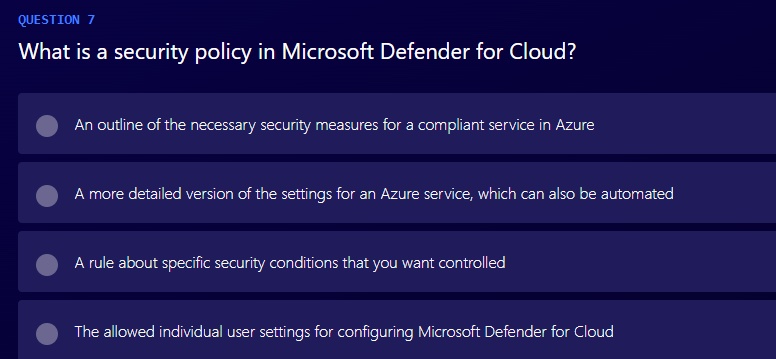 QUESTION 7
What is a security policy in Microsoft Defender for Cloud?
An outline of the necessary security measures for a compliant service in Azure
A more detailed version of the settings for an Azure service, which can also be automated
A rule about specific security conditions that you want controlled
The allowed individual user settings for configuring Microsoft Defender for Cloud